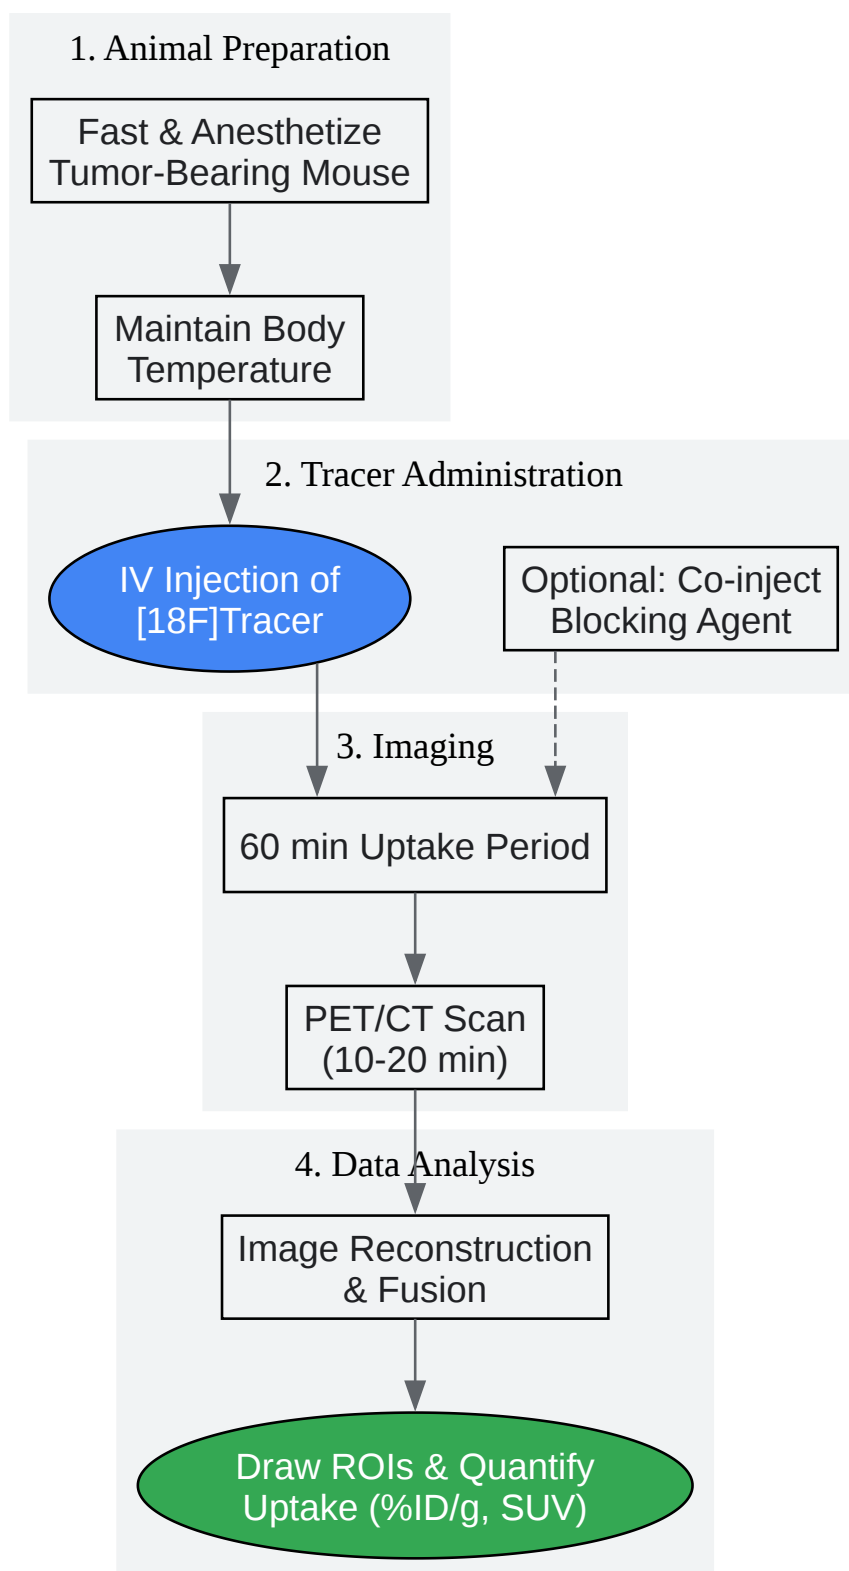 1. Animal Preparation
Fast & Anesthetize
Tumor-Bearing Mouse
Maintain Body
Temperature
2. Tracer Administration
IV Injection of
[18F]Tracer
Optional: Co-inject
Blocking Agent
3. Imaging
60 min Uptake Period
PET/CT Scan
(10-20 min)
4. Data Analysis
Image Reconstruction
& Fusion
Draw ROIs & Quantify
Uptake (%ID/g, SUV)